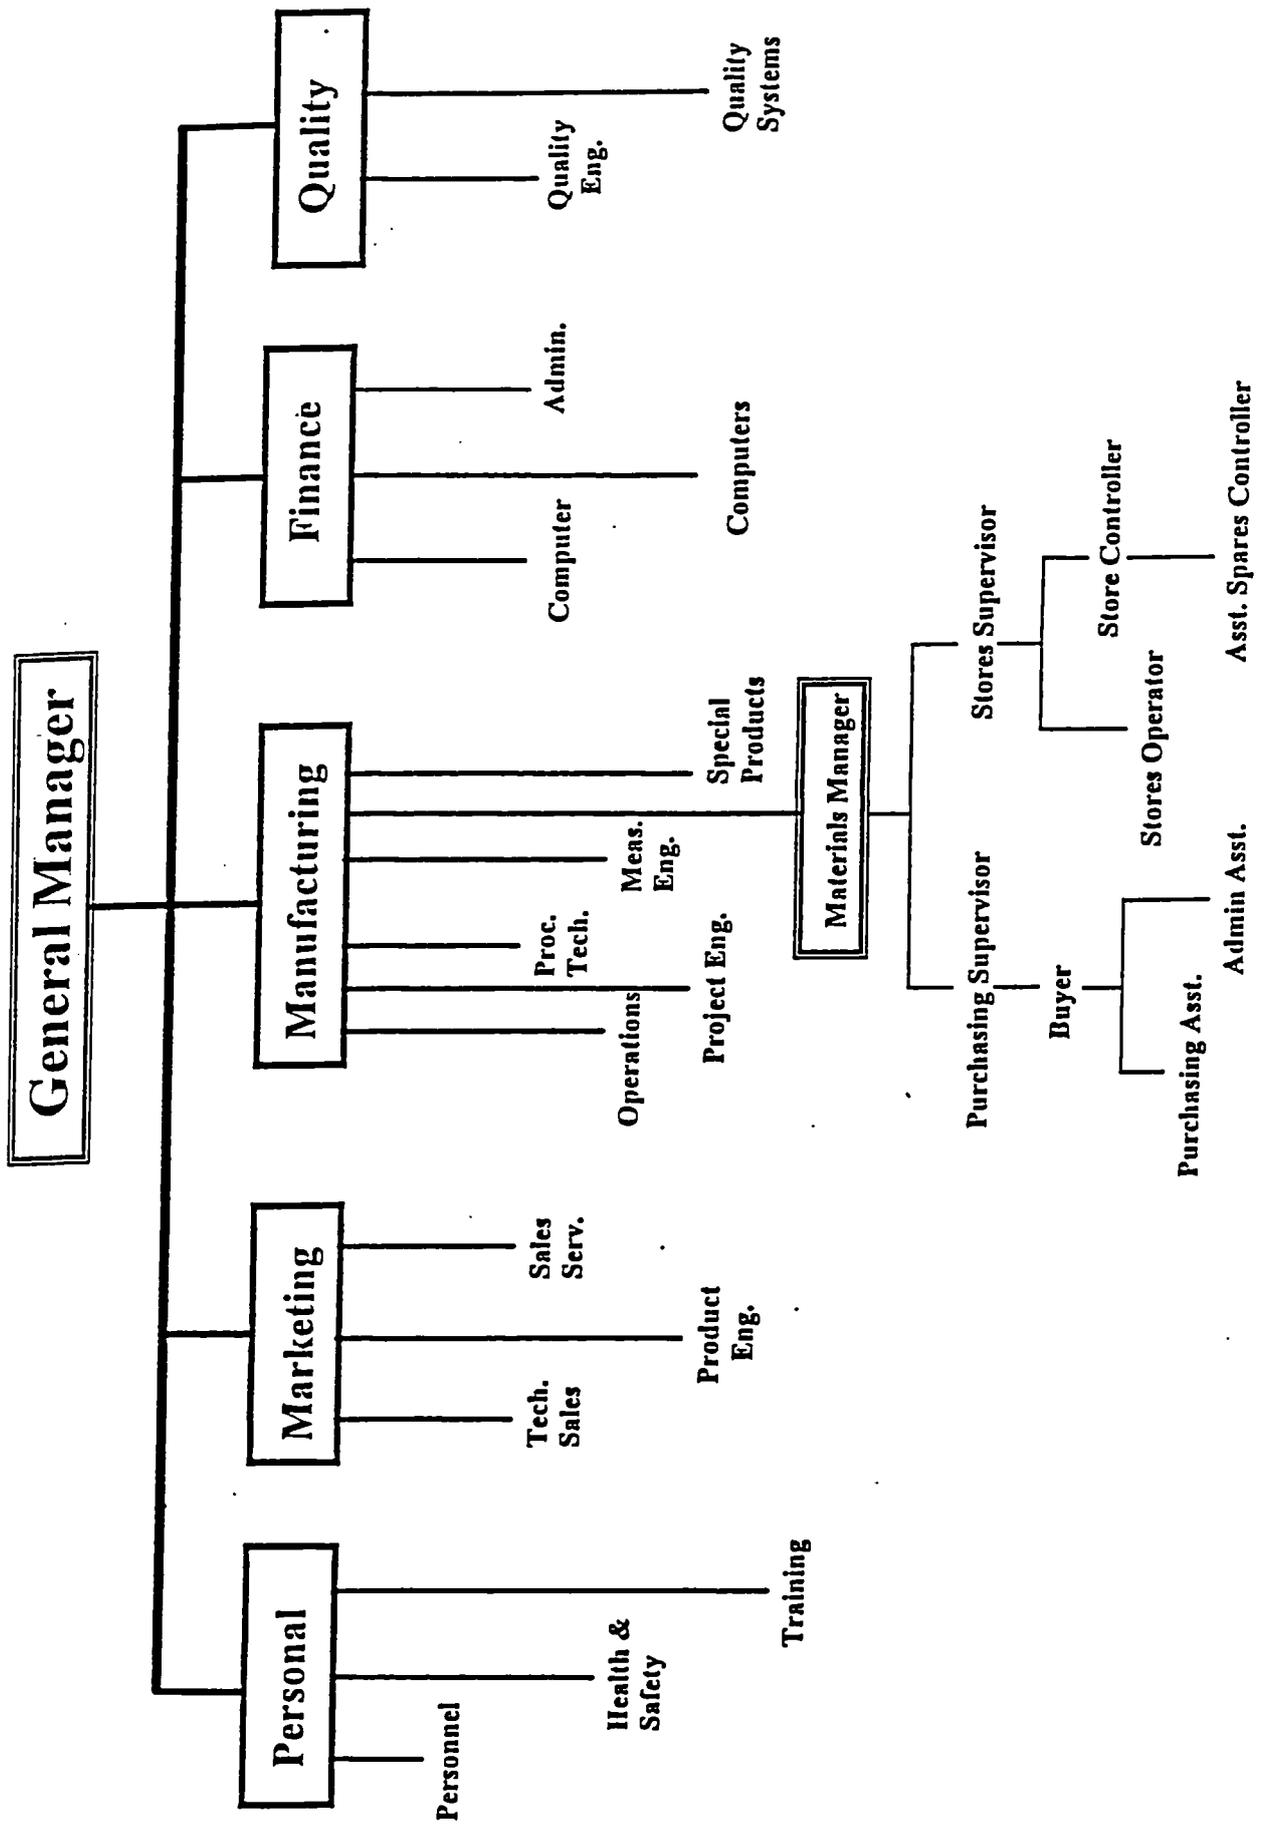 General Manager
Personal
Marketing
Manufacturing
Finance
Quality
Personnel
Health &
Safety
Training
Tech.
Sales
Product
Eng.
Sales
Serv.
Operations
Project Eng.
Proc.
Tech.
Meas.
Eng.
Special
Products
Computer
Computers
Admin.
Quality
Eng.
Quality
Systems
Materials Manager
Purchasing Supervisor
Stores Supervisor
Buyer
Purchasing Asst.
Admin Asst.
Stores Operator
Store Controller
Asst. Spares Controller